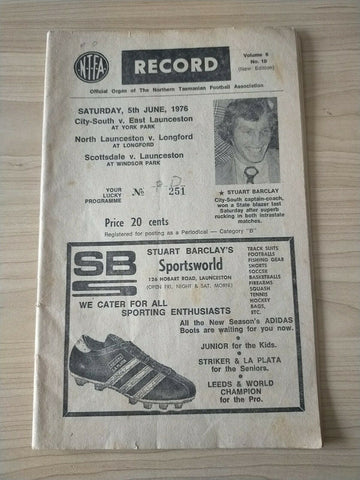 NTFA
RECORD
Volume 6
No. 10
(New Edition)
Official Organ of The Northern Tasmanian Football Association
SATURDAY, 5th JUNE, 1976
City-South v. East Launceston
AT YORK PARK
North Launceston v. Longford
AT LONGFORD
Scottsdale v. Launceston
AT WINDSOR PARK
YOUR
LUCKY
PROGRAMME
No 251
Price 20 cents
Registered for posting as a Periodical — Category "B"
★ STUART BARCLAY
City-South captain-coach,
won a State blazer last
Saturday after superb
rucking in both intrastate
matches.
SBS
STUART BARCLAY'S
Sportsworld
126 HOBART ROAD, LAUNCESTON
(OPEN FRI. NIGHT & SAT. MORN.)
TRACK SUITS
FOOTBALLS
FISHING GEAR
SHORTS
SOCCER
BASKETBALLS
FIREARMS
SQUASH
TENNIS
HOCKEY
BAGS,
ETC.
WE CATER FOR ALL
SPORTING ENTHUSIASTS
All the New Season's ADIDAS
Boots are waiting for you now.
• JUNIOR for the Kids.
• STRIKER & LA PLATA
for the Seniors.
• LEEDS & WORLD
CHAMPION
for the Pro.